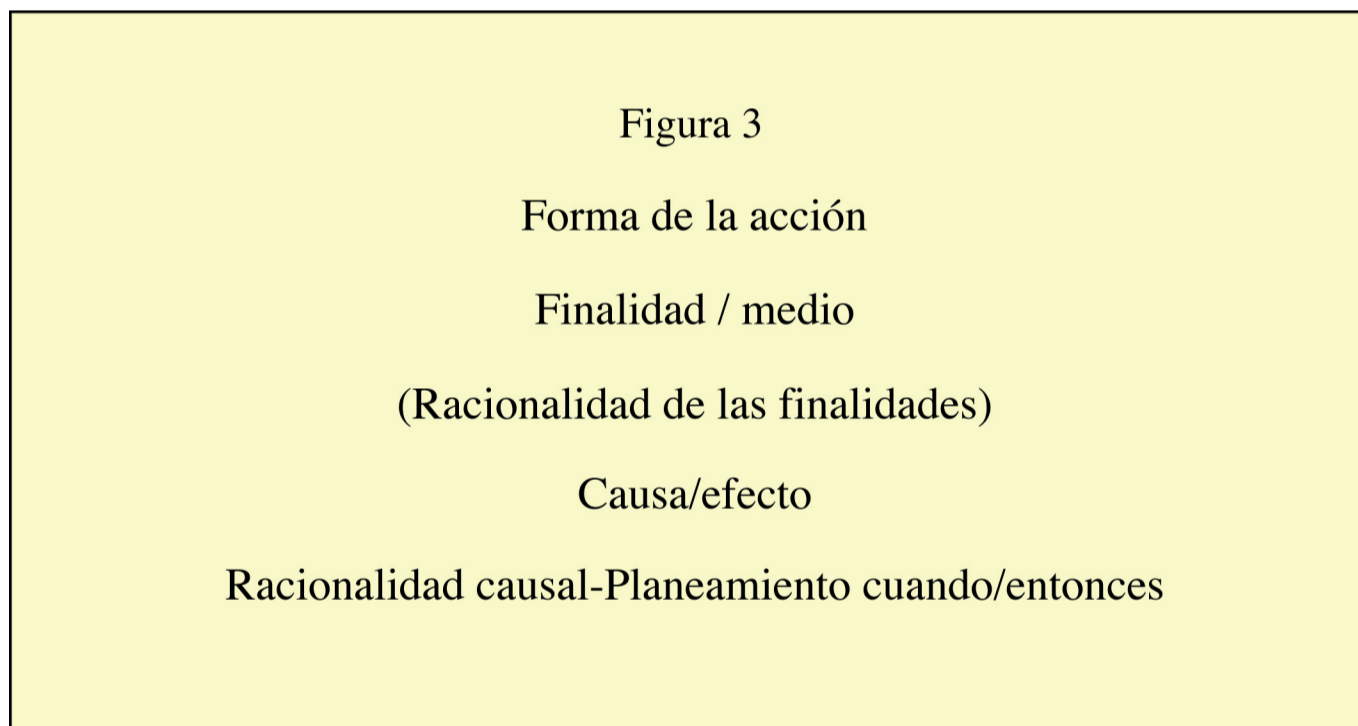 Figura 3
Forma de la acción
Finalidad / medio
(Racionalidad de las finalidades)
Causa/efecto
Racionalidad causal-Planeamiento cuando/entonces